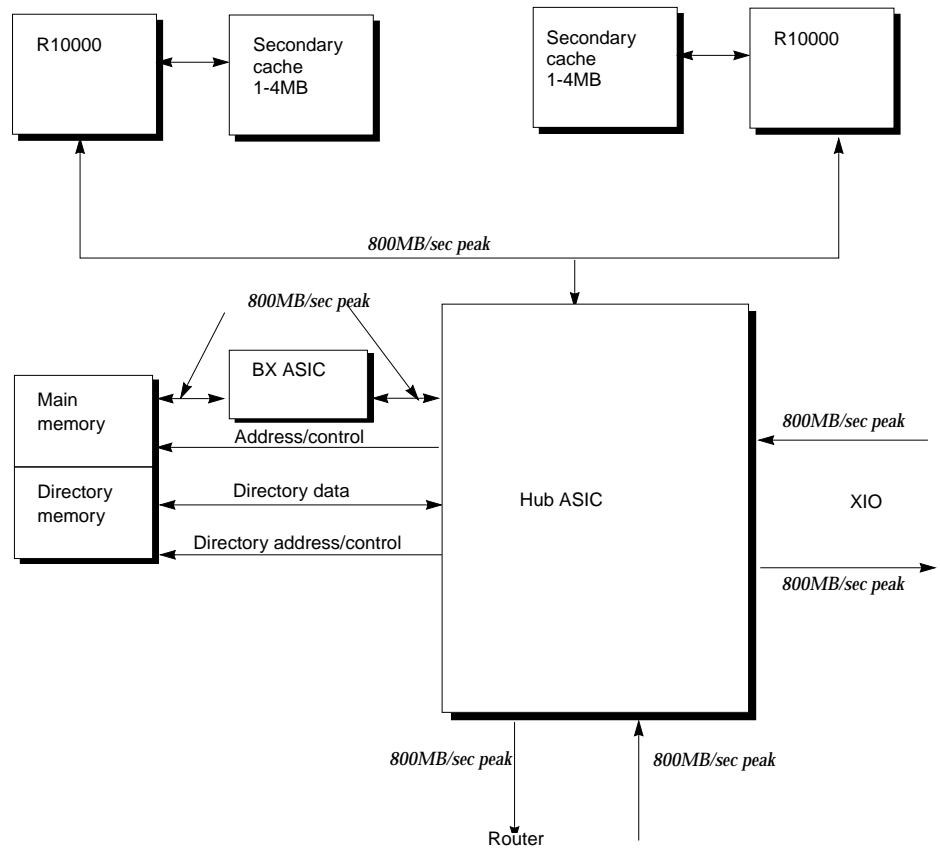 R10000
Secondary
cache
1-4MB
Secondary
cache
1-4MB
R10000
800MB/sec peak
800MB/sec peak
BX ASIC
Main
memory
Address/control
Directory
memory
Directory data
Directory address/control
Hub ASIC
800MB/sec peak
XIO
800MB/sec peak
800MB/sec peak
800MB/sec peak
Router